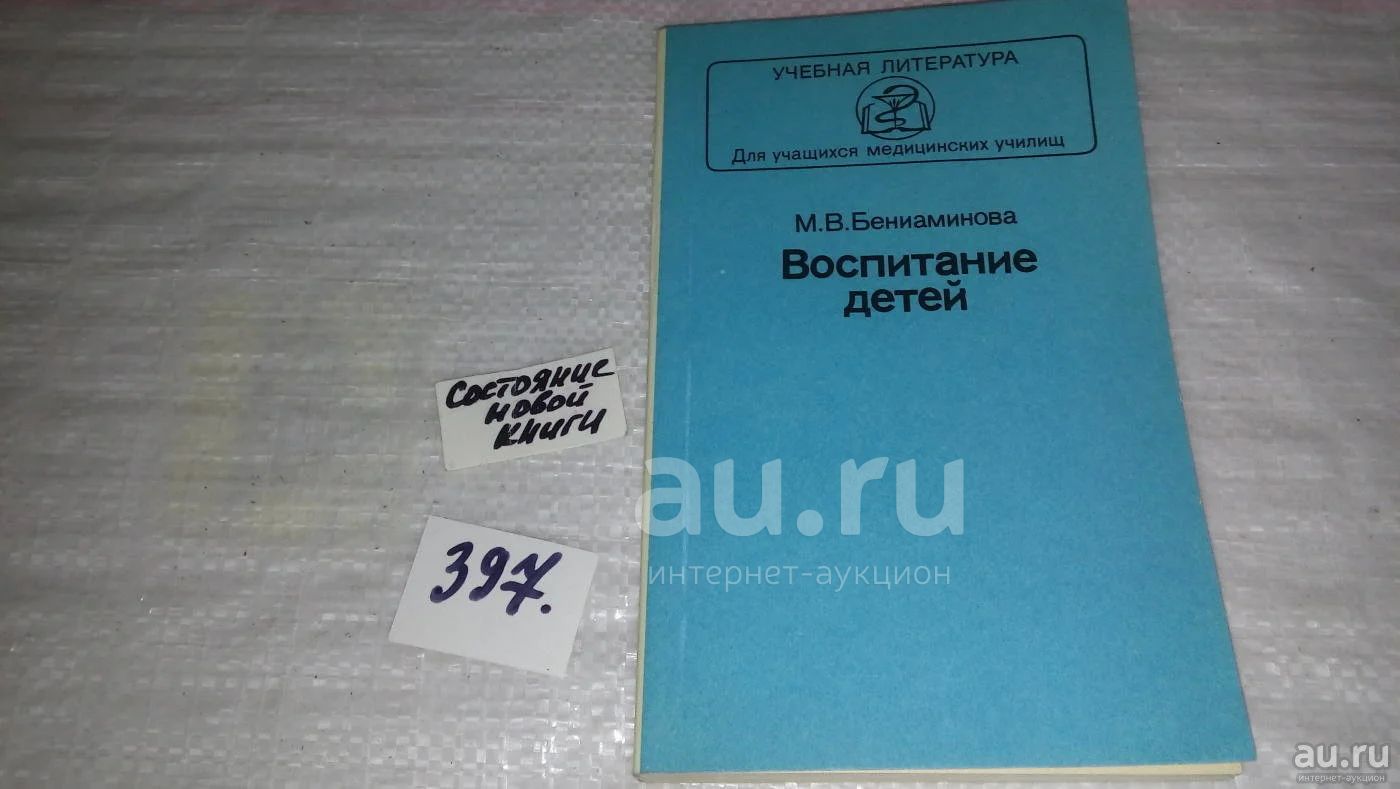 УЧЕБНАЯ ЛИТЕРАТУРА
Для учащихся медицинских училищ
М.В.Бениаминова
Воспитание
детей
Состояние
новой
книги
397.
au.ru
интернет-аукцион
au.ru
интернет-аукцион